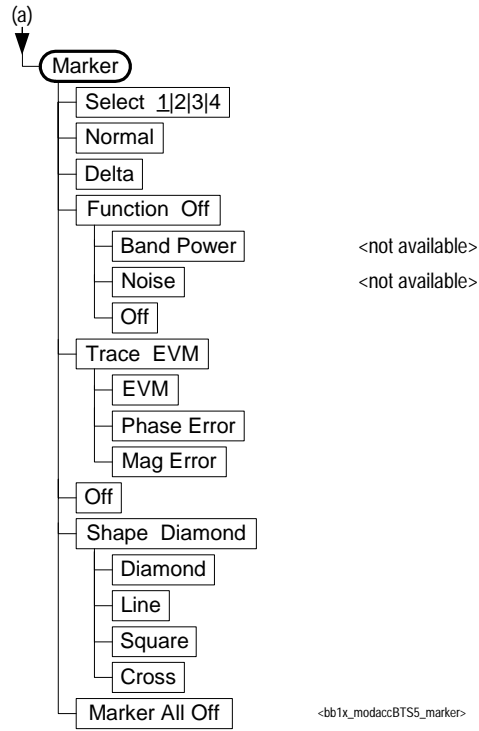 (a)
Marker
Select 1|2|3|4
Normal
Delta
Function Off
Band Power <not available>
Noise <not available>
Off
Trace EVM
EVM
Phase Error
Mag Error
Off
Shape Diamond
Diamond
Line
Square
Cross
Marker All Off <bb1x_modaccBTS5_marker>